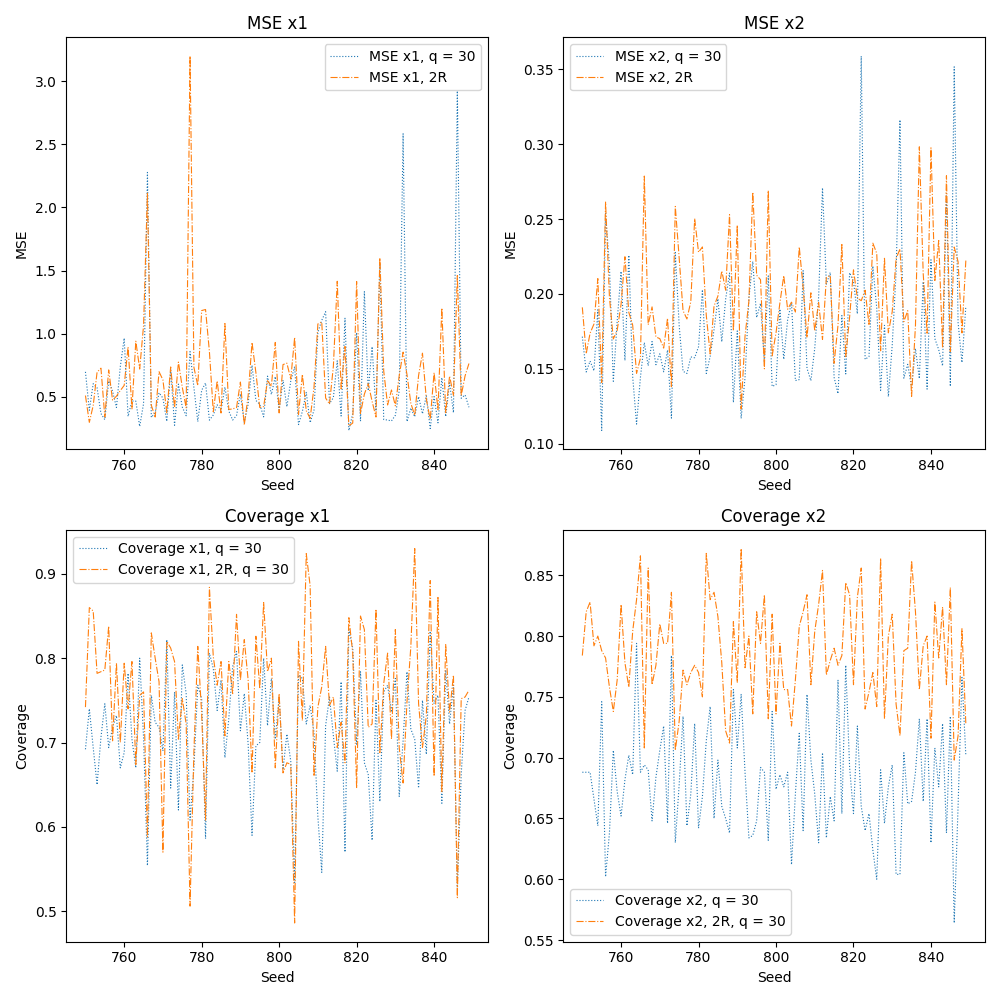 MSE x1
MSE x1, q = 30
MSE x1, 2R
3.0
2.5
2.0
1.5
1.0
0.5
MSE
760 780 800 820 840
Seed
MSE x2
MSE x2, q = 30
MSE x2, 2R
0.35
0.30
0.25
0.20
0.15
0.10
MSE
760 780 800 820 840
Seed
Coverage x1
Coverage x1, q = 30
Coverage x1, 2R, q = 30
0.9
0.8
0.7
0.6
0.5
Coverage
760 780 800 820 840
Seed
Coverage x2
0.85
0.80
0.75
0.70
0.65
0.60
0.55
Coverage
Coverage x2, q = 30
Coverage x2, 2R, q = 30
760 780 800 820 840
Seed